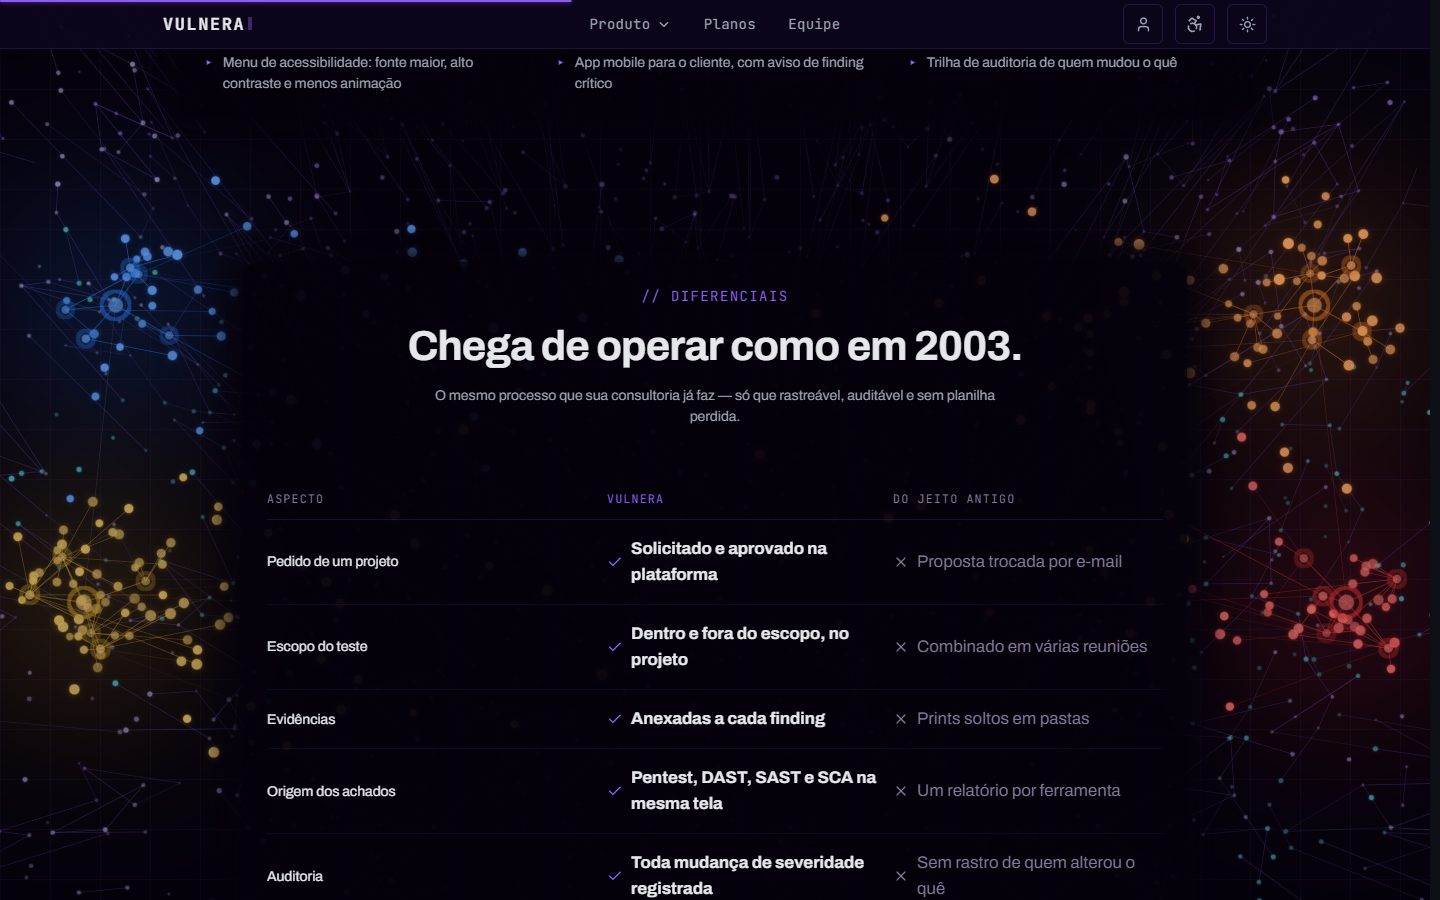 VULNERA
Produto
Planos
Equipe
Menu de acessibilidade: fonte maior, alto
contraste e menos animação
App mobile para o cliente, com aviso de finding
crítico
Trilha de auditoria de quem mudou o quê
// DIFERENCIAIS
Chega de operar como em 2003.
O mesmo processo que sua consultoria já faz — só que rastreável, auditável e sem planilha
perdida.
ASPECTO
VULNERA
DO JEITO ANTIGO
Pedido de um projeto
Solicitado e aprovado na
plataforma
Proposta trocada por e-mail
Escopo do teste
Dentro e fora do escopo, no
projeto
Combinado em várias reuniões
Evidências
Anexadas a cada finding
Prints soltos em pastas
Origem dos achados
Pentest, DAST, SAST e SCA na
mesma tela
Um relatório por ferramenta
Auditoria
Toda mudança de severidade
registrada
Sem rastro de quem alterou o
quê